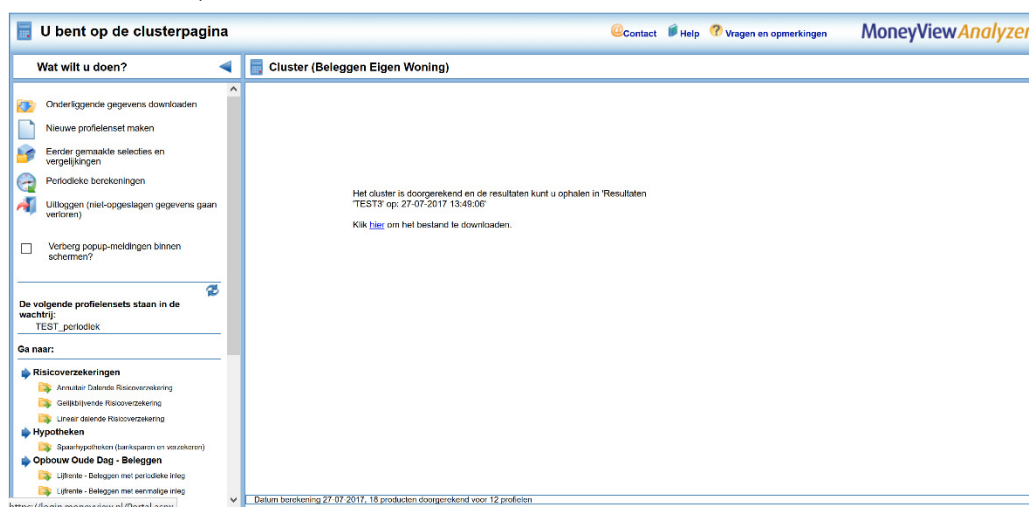 U bent op de clusterpagina
Contact Help Vragen en opmerkingen
MoneyViewAnalyzer
Wat wilt u doen?
Cluster (Beleggen Eigen Woning)
Onderliggende gegevens downloaden
Nieuwe profielenset maken
Eerder gemaakte selecties en
vergelijkingen
Periodieke berekeningen
Uitloggen (niet-opgeslagen gegevens gaan
verloren)
Verberg popup-meldingen binnen
schermen?
De volgende profielensets staan in de
wachtrij:
TEST_periodiek
Ga naar:
Risicoverzekeringen
Annuïtair Dalende Risicoverzekering
Gelijkblijvende Risicoverzekering
Lineair dalende Risicoverzekering
Hypotheken
Spaarhypotheken (banksparen en verzekeren)
Opbouw Oude Dag - Beleggen
Lijfrente - Beleggen met periodieke inleg
Lijfrente - Beleggen met eenmalige inleg
Het cluster is doorgerekend en de resultaten kunt u ophalen in 'Resultaten
'TEST3' op: 27-07-2017 13:49:06'
Klik hier om het bestand te downloaden.
Datum berekening 27-07-2017, 18 producten doorgerekend voor 12 profielen